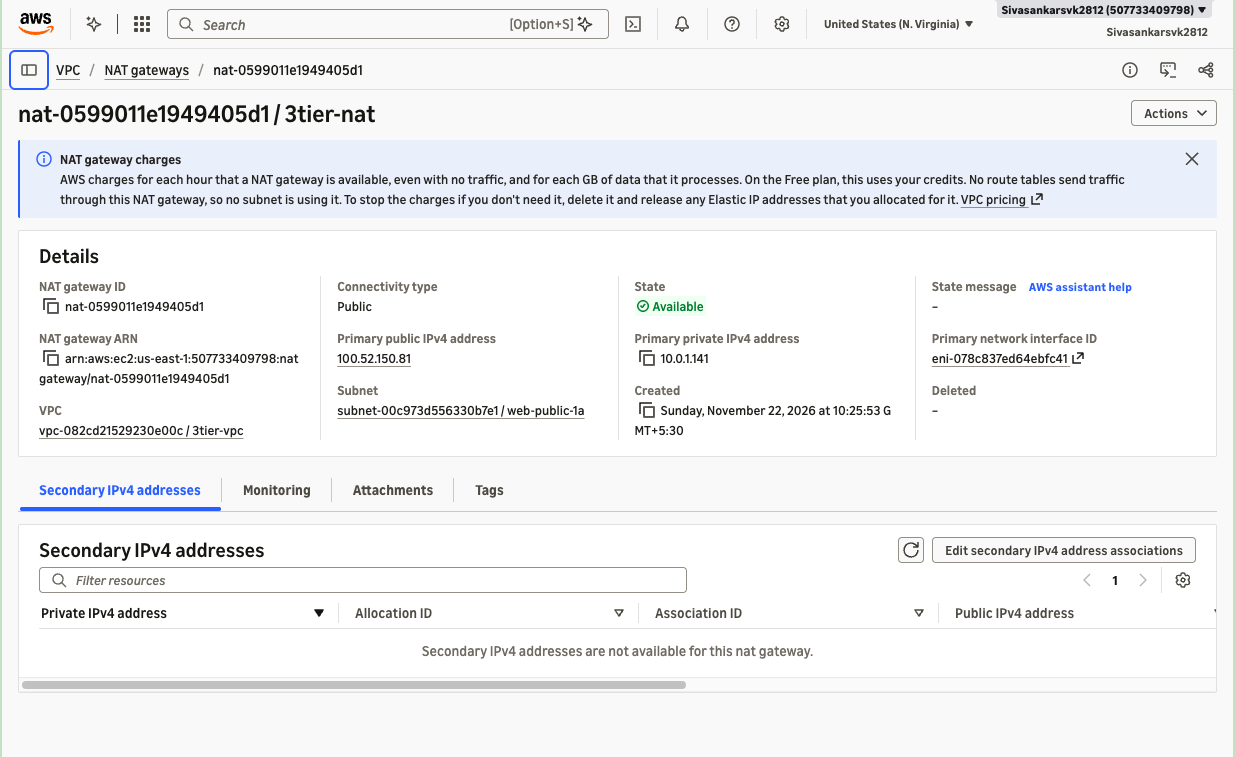 aws
Search [Option+S]
United States (N. Virginia)
Sivasankarsvk2812 (507733409798)
Sivasankarsvk2812
VPC / NAT gateways / nat-0599011e1949405d1
nat-0599011e1949405d1 / 3tier-nat
Actions
NAT gateway charges
AWS charges for each hour that a NAT gateway is available, even with no traffic, and for each GB of data that it processes. On the Free plan, this uses your credits. No route tables send traffic
through this NAT gateway, so no subnet is using it. To stop the charges if you don't need it, delete it and release any Elastic IP addresses that you allocated for it. VPC pricing
Details
NAT gateway ID
nat-0599011e1949405d1
NAT gateway ARN
arn:aws:ec2:us-east-1:507733409798:nat
gateway/nat-0599011e1949405d1
VPC
vpc-082cd21529230e00c / 3tier-vpc
Connectivity type
Public
Primary public IPv4 address
100.52.150.81
Subnet
subnet-00c973d556330b7e1 / web-public-1a
State
Available
Primary private IPv4 address
10.0.1.141
Created
Sunday, November 22, 2026 at 10:25:53 G
MT+5:30
State message AWS assistant help
–
Primary network interface ID
eni-078c837ed64ebfc41
Deleted
–
Secondary IPv4 addresses Monitoring Attachments Tags
Secondary IPv4 addresses
Edit secondary IPv4 address associations
Filter resources
1
Private IPv4 address Allocation ID Association ID Public IPv4 address
Secondary IPv4 addresses are not available for this nat gateway.